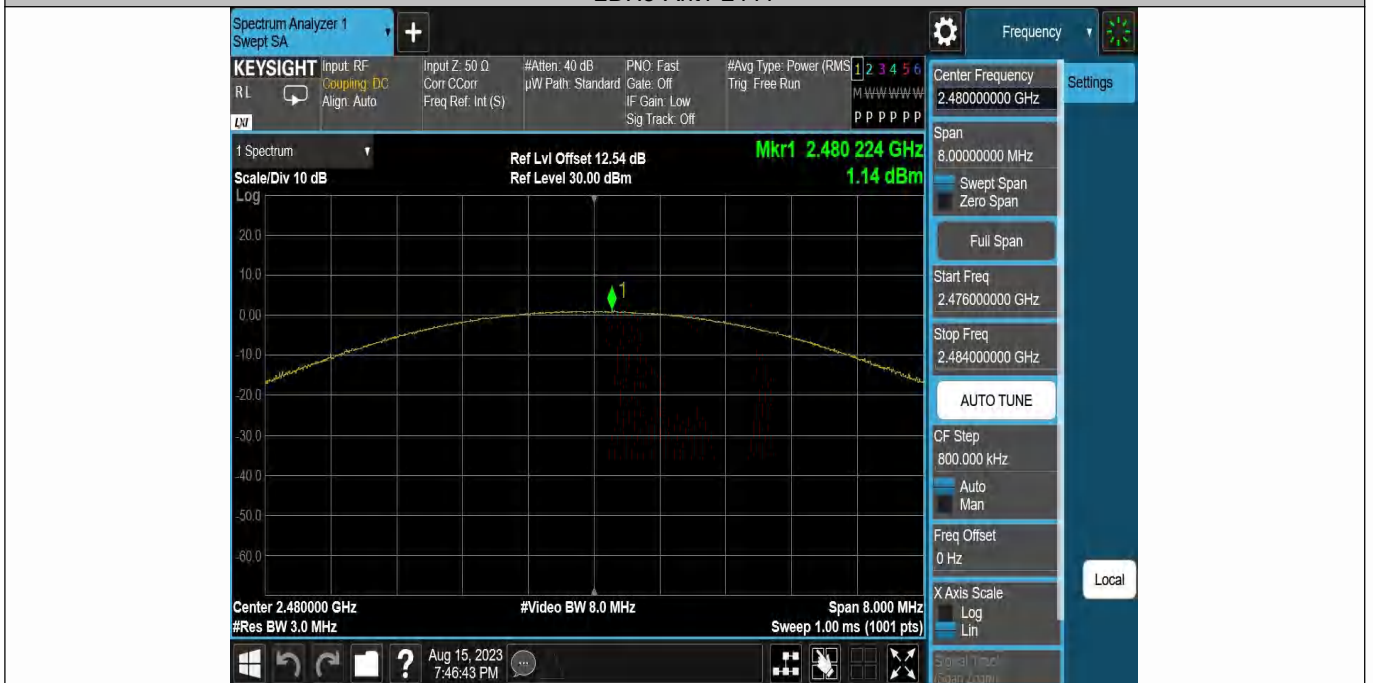 Spectrum Analyzer 1
Swept SA
Frequency
KEYSIGHT
Input: RF
Coupling: DC
Align: Auto
RL
LXI
Input Z: 50 Ω
Corr CCorr
Freq Ref: Int (S)
#Atten: 40 dB
µW Path: Standard
PNO: Fast
Gate: Off
IF Gain: Low
Sig Track: Off
#Avg Type: Power (RMS
Trig: Free Run
1 2 3 4 5 6
M W W W W W
P P P P P P
Center Frequency
2.480000000 GHz
Settings
1 Spectrum
Scale/Div 10 dB
Log
Ref Lvl Offset 12.54 dB
Ref Level 30.00 dBm
Mkr1 2.480 224 GHz
1.14 dBm
20.0
10.0
0.00
-10.0
-20.0
-30.0
-40.0
-50.0
-60.0
1
Span
8.00000000 MHz
Swept Span
Zero Span
Full Span
Start Freq
2.476000000 GHz
Stop Freq
2.484000000 GHz
AUTO TUNE
CF Step
800.000 kHz
Auto
Man
Freq Offset
0 Hz
X Axis Scale
Log
Lin
Signal Track
(Span Zoom)
Local
Center 2.480000 GHz
#Res BW 3.0 MHz
#Video BW 8.0 MHz
Span 8.000 MHz
Sweep 1.00 ms (1001 pts)
?
Aug 15, 2023
7:46:43 PM